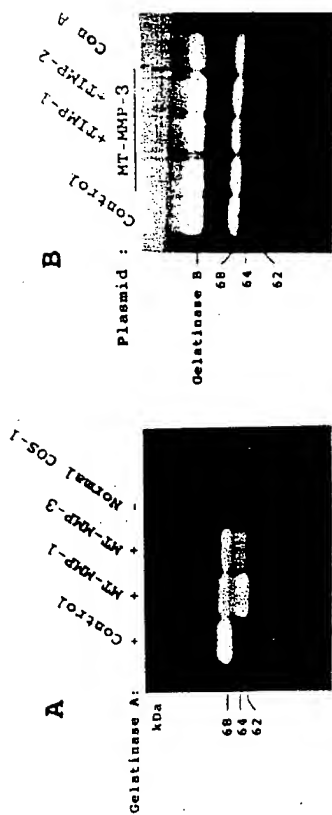 A
Control
MT-MMP-1
MT-MMP-3
Normal COS-1
Gelatinase A: + + + -
kDa
68
64
62
B
Control
+TIMP-1
+TIMP-2
Con A
MT-MMP-3
Plasmid :
Gelatinase B
68
64
62